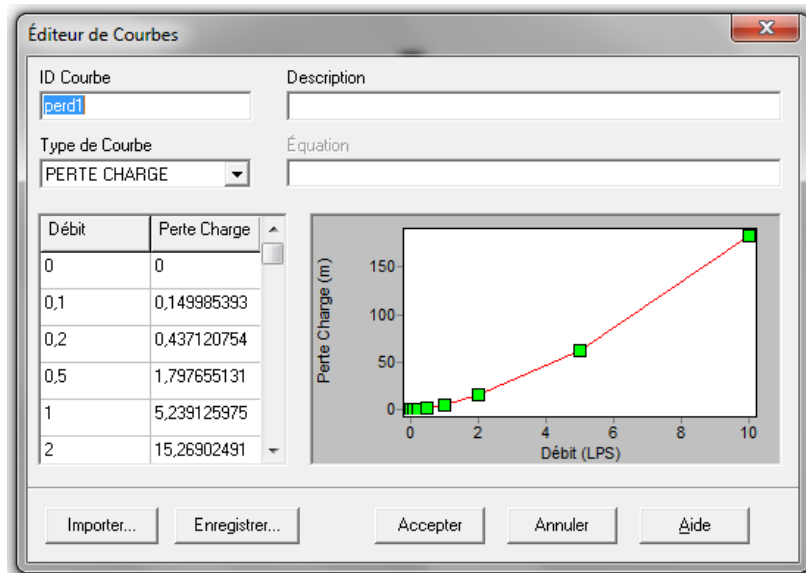 Éditeur de Courbes
ID Courbe
Description
perd1
Type de Courbe
Équation
PERTE CHARGE
Débit Perte Charge
0 0
0,1 0,149985393
0,2 0,437120754
0,5 1,797655131
1 5,239125975
2 15,26902491
Perte Charge (m)
150
100
50
0
0 2 4 6 8 10
Débit (LPS)
Importer...
Enregistrer...
Accepter
Annuler
Aide